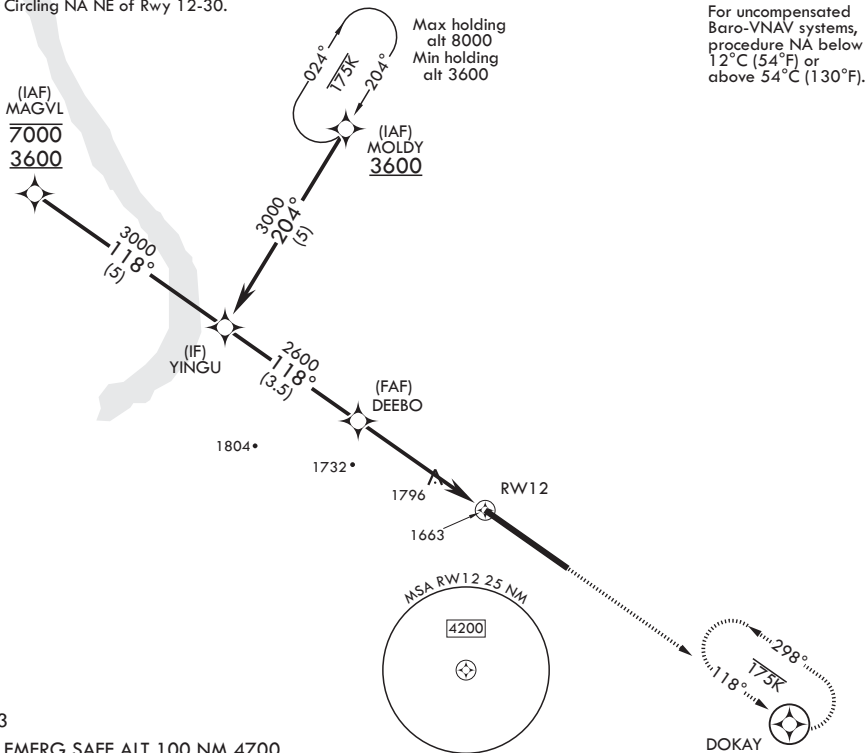 Circling NA NE of Rwy 12-30.
For uncompensated
Baro-VNAV systems,
procedure NA below
12°C (54°F) or
above 54°C (130°F).
Max holding
alt 8000
Min holding
alt 3600
024°
175K
204°
(IAF)
MAGVL
7000
3600
(IAF)
MOLDY
3600
3000
204°
(5)
3000
118°
(5)
(IF)
YINGU
2600
118°
(3.5)
(FAF)
DEEBO
1804
1732
1796
RW12
1663
MSA RW12 25 NM
4200
298°
175K
118°
DOKAY
3
EMERG SAFE ALT 100 NM 4700